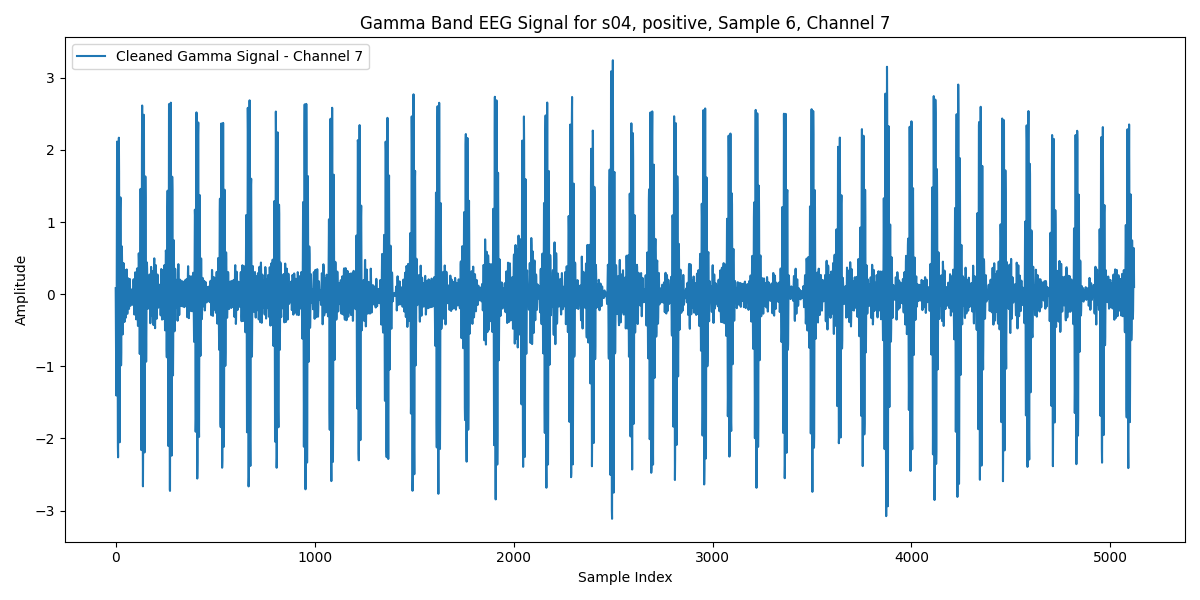 Gamma Band EEG Signal for s04, positive, Sample 6, Channel 7
Cleaned Gamma Signal - Channel 7
3
2
1
0
−1
−2
−3
Amplitude
0 1000 2000 3000 4000 5000
Sample Index